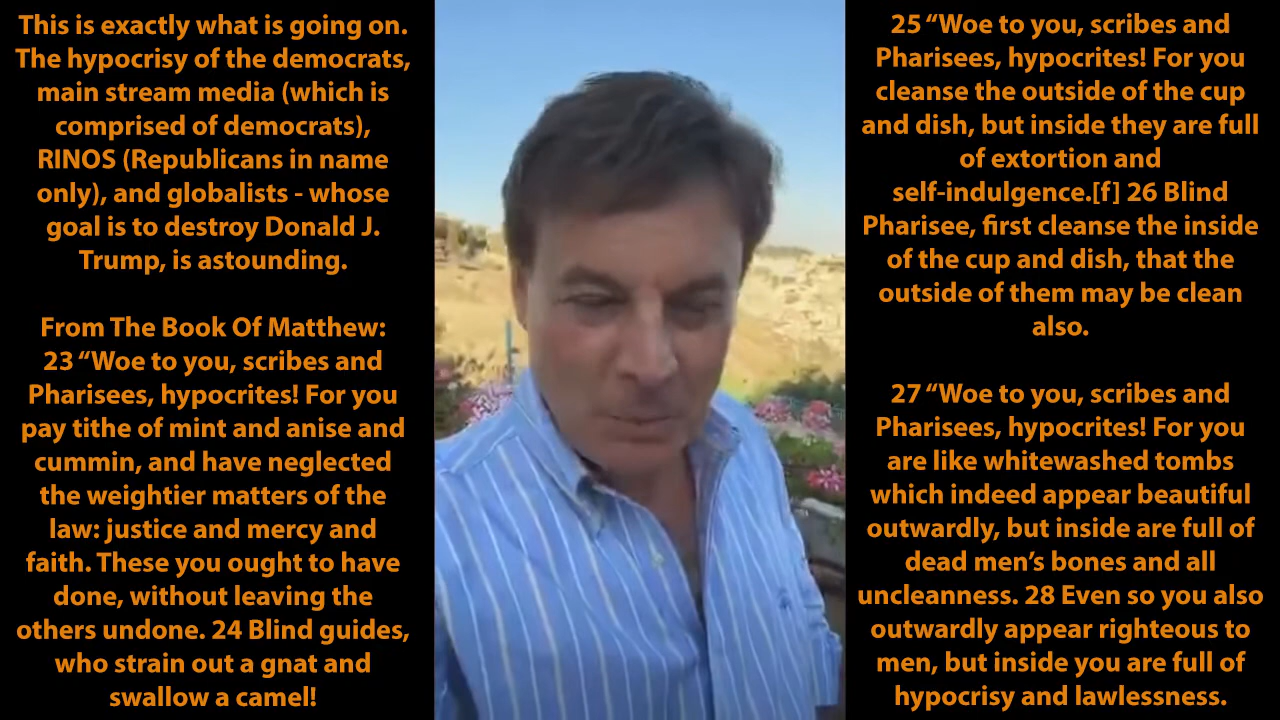 This is exactly what is going on.
The hypocrisy of the democrats,
main stream media (which is
comprised of democrats),
RINOS (Republicans in name
only), and globalists - whose
goal is to destroy Donald J.
Trump, is astounding.
From The Book Of Matthew:
23 “Woe to you, scribes and
Pharisees, hypocrites! For you
pay tithe of mint and anise and
cummin, and have neglected
the weightier matters of the
law: justice and mercy and
faith. These you ought to have
done, without leaving the
others undone. 24 Blind guides,
who strain out a gnat and
swallow a camel!
25 “Woe to you, scribes and
Pharisees, hypocrites! For you
cleanse the outside of the cup
and dish, but inside they are full
of extortion and
self-indulgence.[f] 26 Blind
Pharisee, first cleanse the inside
of the cup and dish, that the
outside of them may be clean
also.
27 “Woe to you, scribes and
Pharisees, hypocrites! For you
are like whitewashed tombs
which indeed appear beautiful
outwardly, but inside are full of
dead men’s bones and all
uncleanness. 28 Even so you also
outwardly appear righteous to
men, but inside you are full of
hypocrisy and lawlessness.